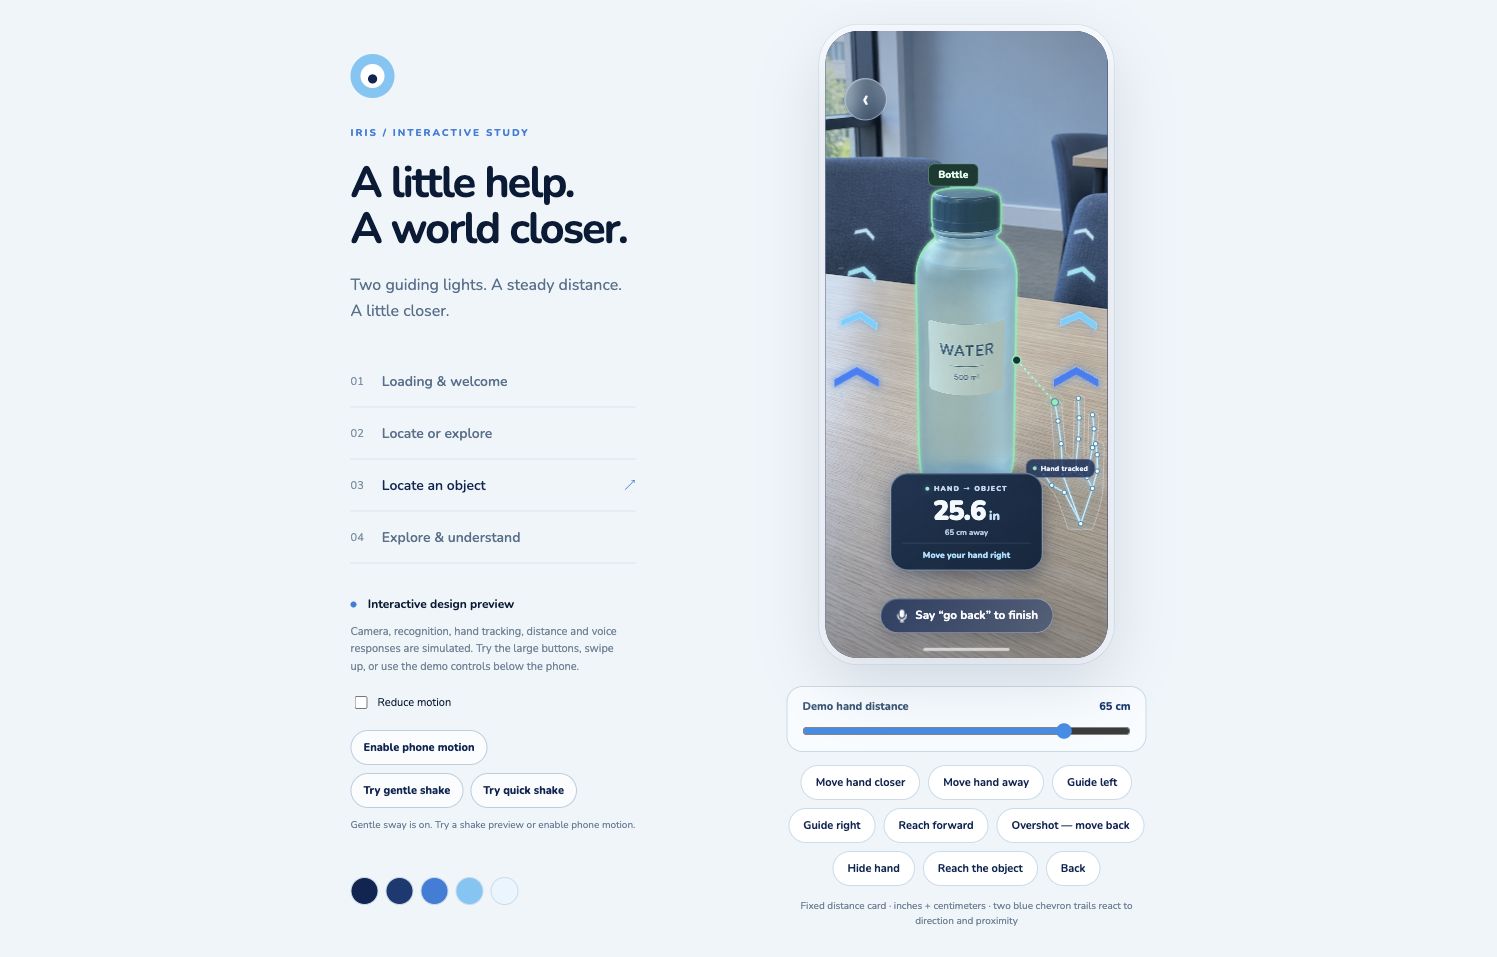 IRIS / INTERACTIVE STUDY
A little help.
A world closer.
Two guiding lights. A steady distance.
A little closer.
01 Loading & welcome
02 Locate or explore
03 Locate an object
04 Explore & understand
Interactive design preview
Camera, recognition, hand tracking, distance and voice
responses are simulated. Try the large buttons, swipe
up, or use the demo controls below the phone.
Reduce motion
Enable phone motion
Try gentle shake
Try quick shake
Gentle sway is on. Try a shake preview or enable phone motion.
Bottle
WATER
500
Hand tracked
HAND → OBJECT
25.6 in
65 cm away
Move your hand right
Say “go back” to finish
Demo hand distance 65 cm
Move hand closer
Move hand away
Guide left
Guide right
Reach forward
Overshot — move back
Hide hand
Reach the object
Back
Fixed distance card · inches + centimeters · two blue chevron trails react to
direction and proximity